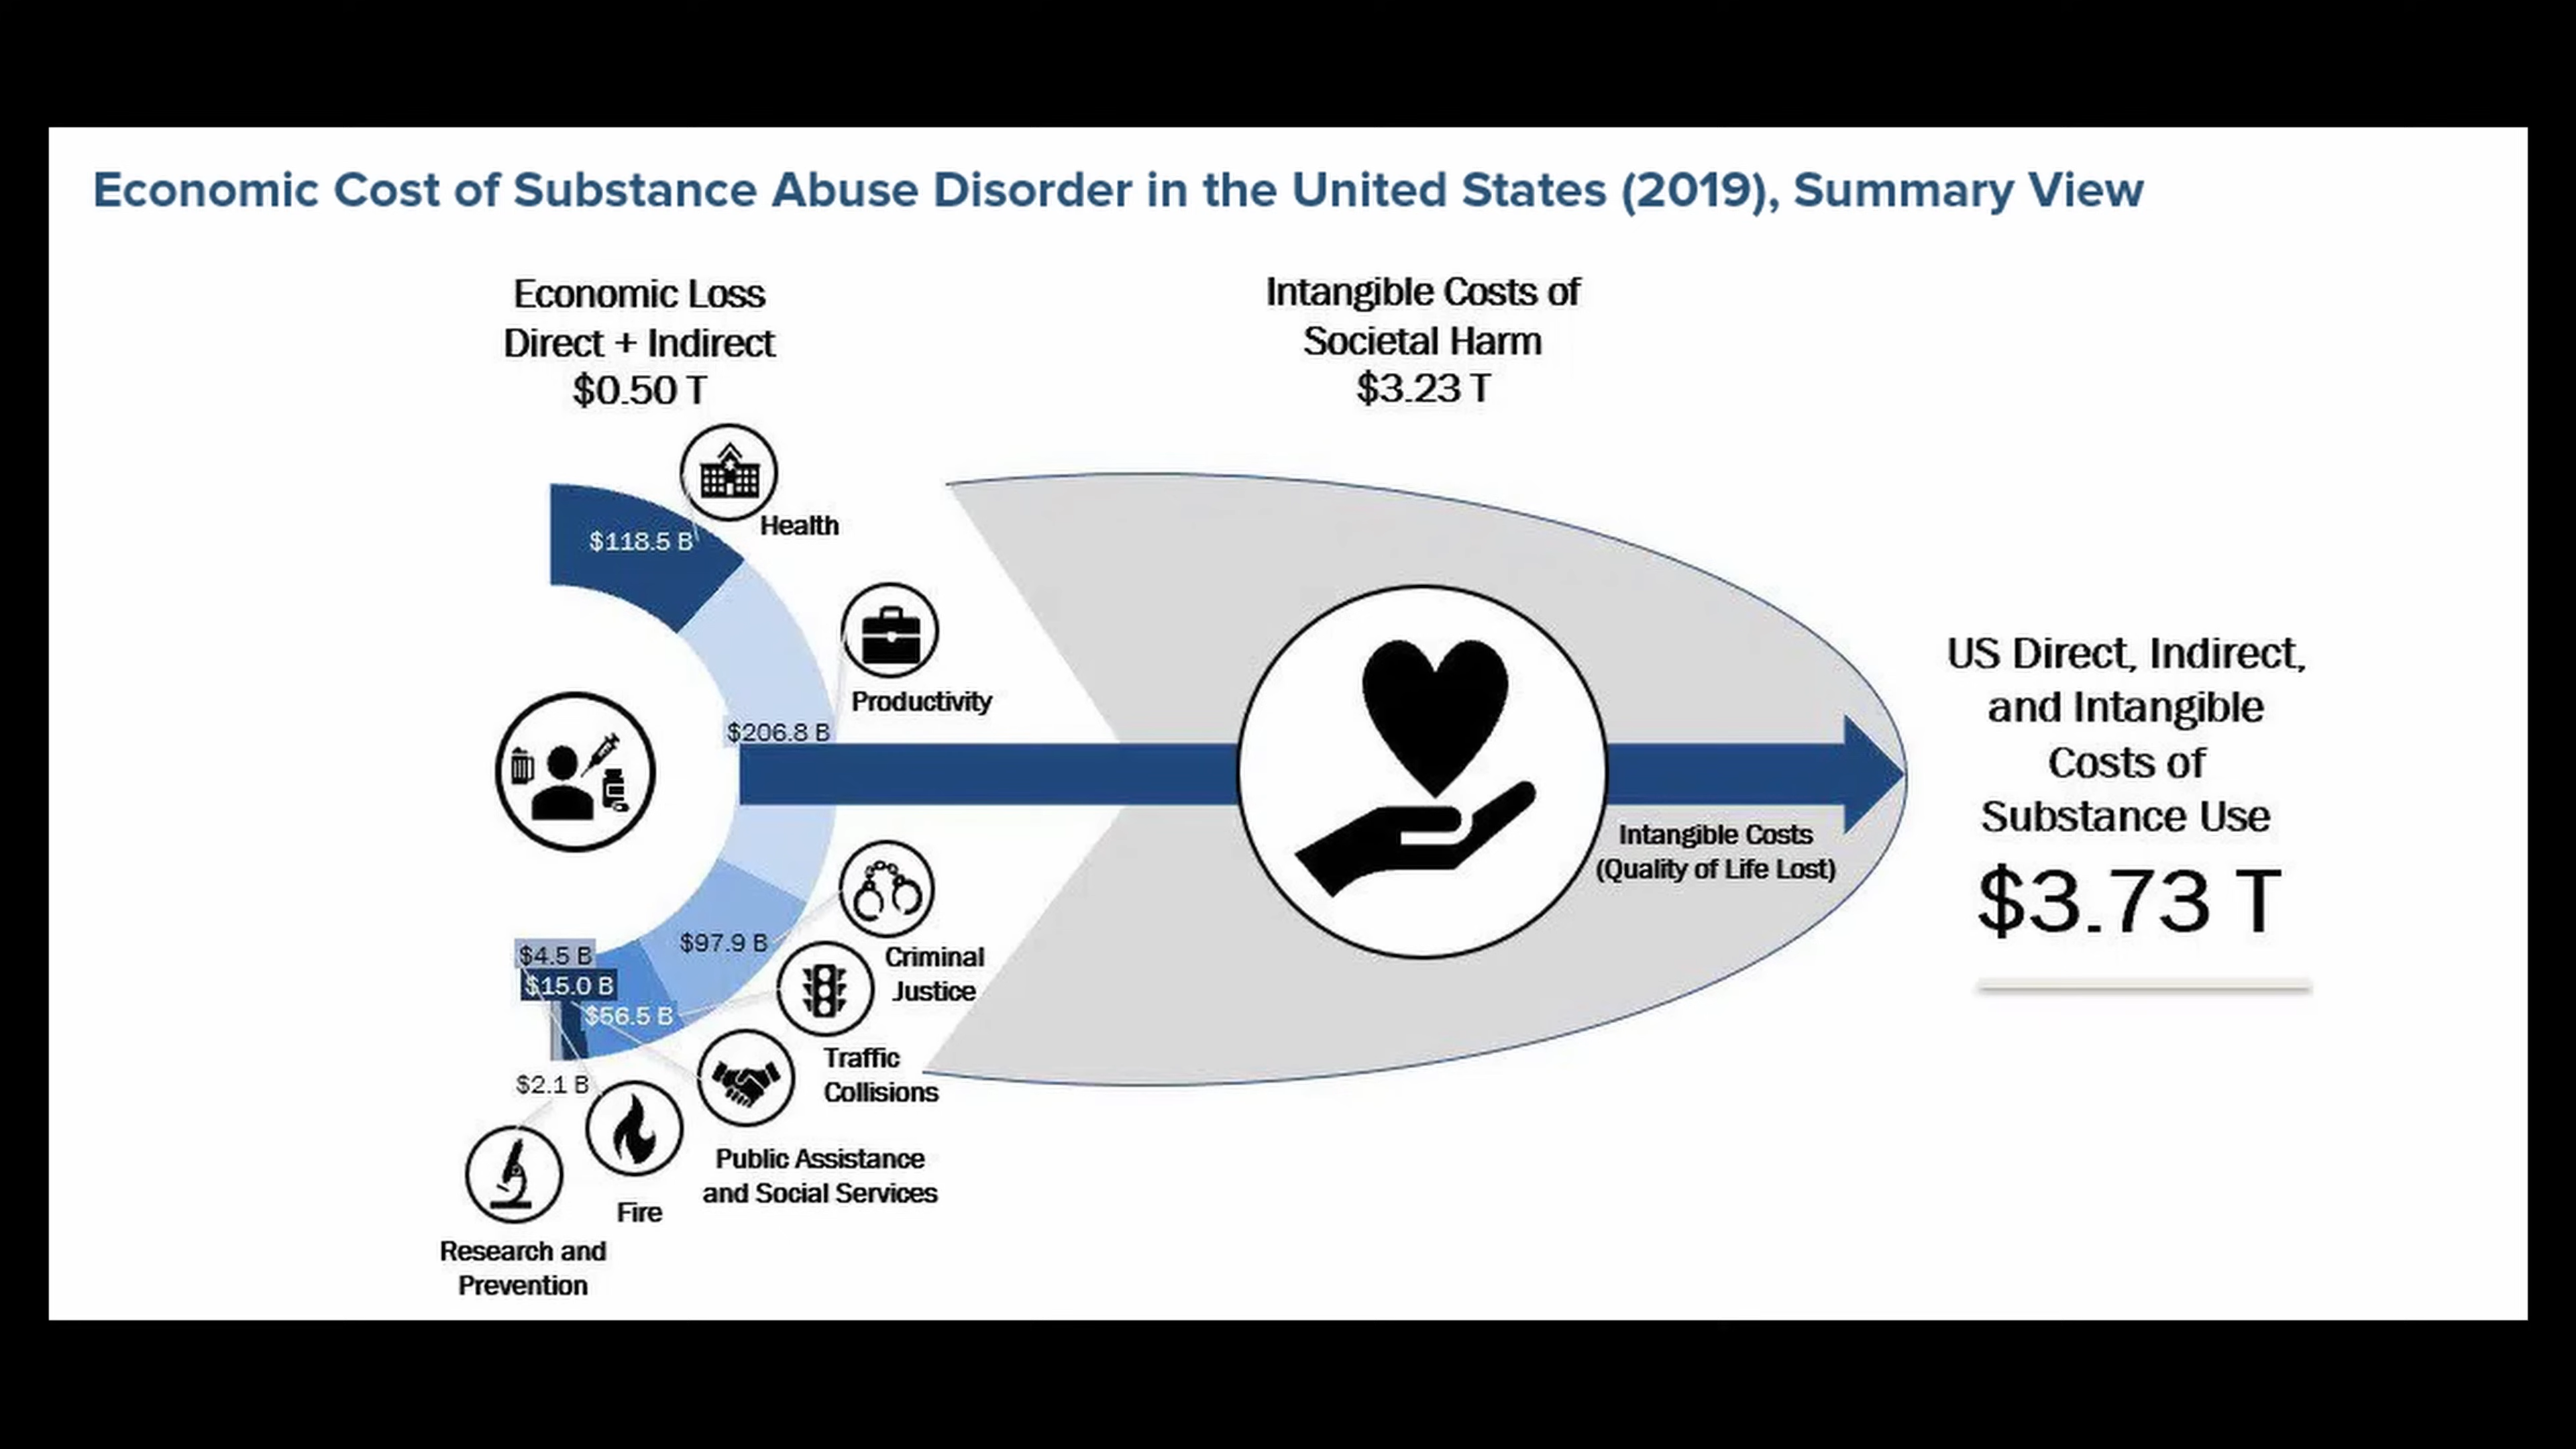 Economic Cost of Substance Abuse Disorder in the United States (2019), Summary View
Economic Loss
Direct + Indirect
$0.50 T
Intangible Costs of
Societal Harm
$3.23 T
$118.5 B
Health
Productivity
$206.8 B
$97.9 B
Criminal
Justice
$4.5 B
$15.0 B
$56.5 B
Traffic
Collisions
$2.1 B
Public Assistance
and Social Services
Fire
Research and
Prevention
Intangible Costs
(Quality of Life Lost)
US Direct, Indirect,
and Intangible
Costs of
Substance Use
$3.73 T